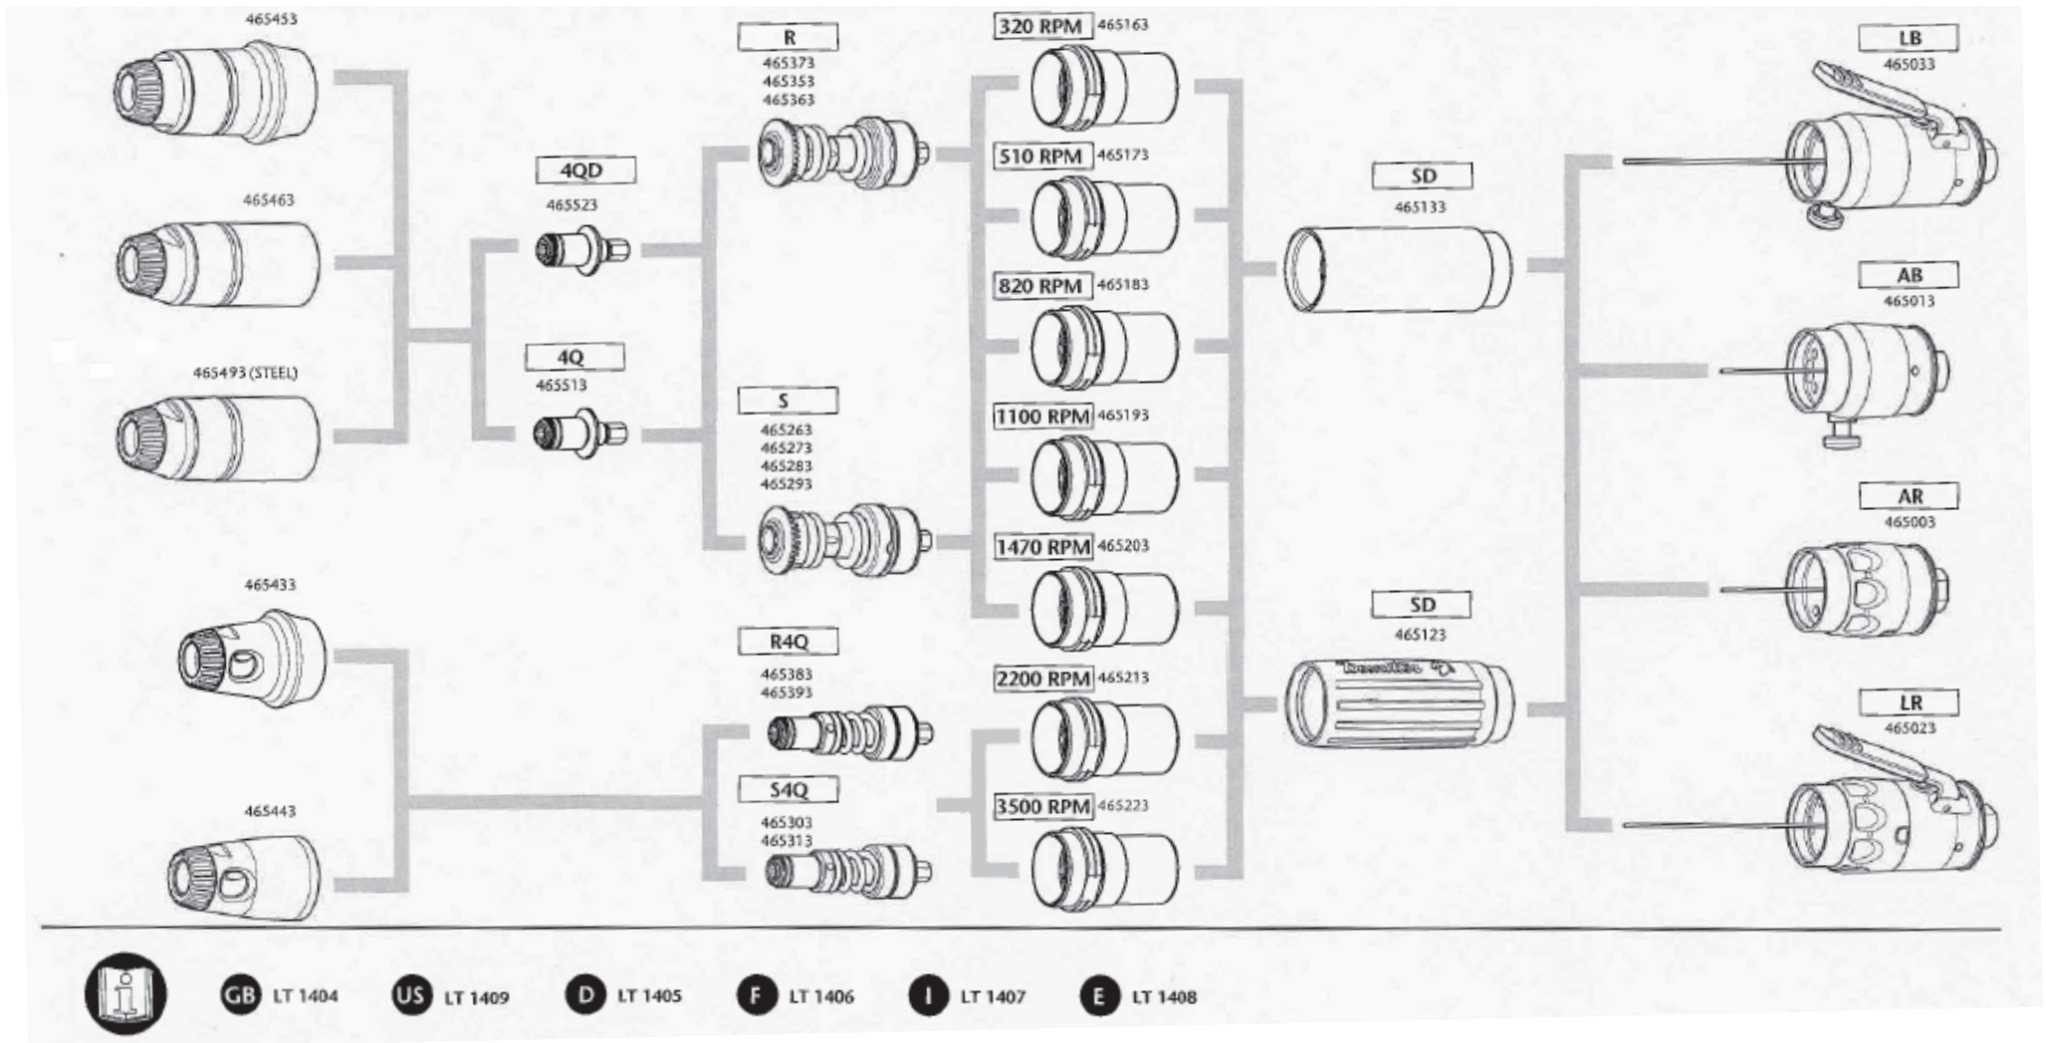 465453
465463
465493 (STEEL)
465433
465443
4QD
465523
4Q
465513
R
465373
465353
465363
S
465263
465273
465283
465293
R4Q
465383
465393
S4Q
465303
465313
320 RPM 465163
510 RPM 465173
820 RPM 465183
1100 RPM 465193
1470 RPM 465203
2200 RPM 465213
3500 RPM 465223
SD
465133
SD
465123
LB
465033
AB
465013
AR
465003
LR
465023
i
GB LT 1404
US LT 1409
D LT 1405
F LT 1406
I LT 1407
E LT 1408